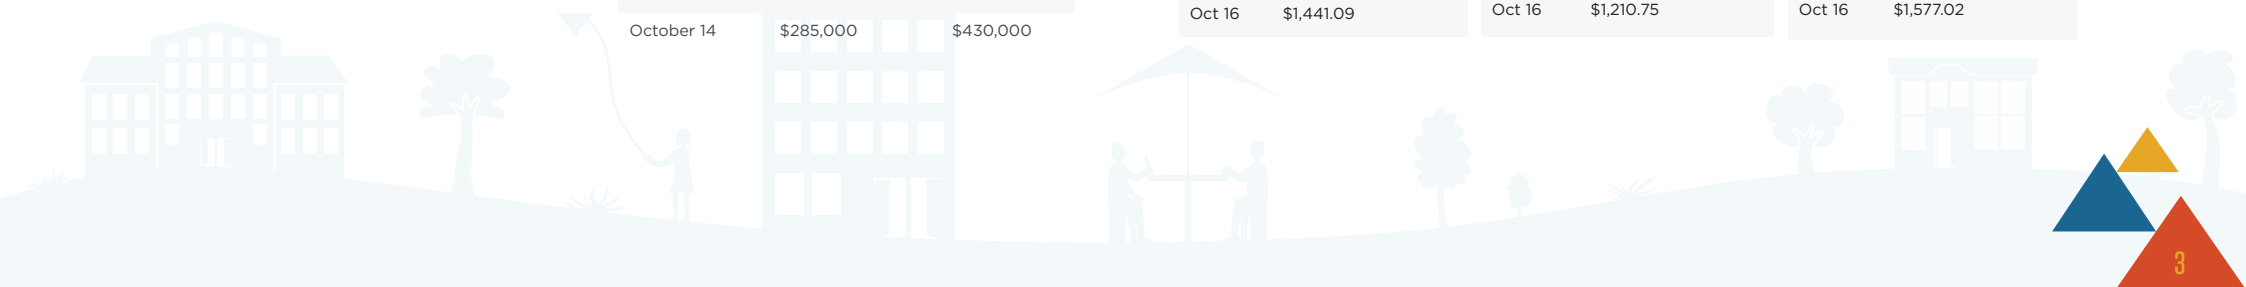 October 14 $285,000 $430,000
Oct 16 $1,441.09
Oct 16 $1,210.75
Oct 16 $1,577.02
3